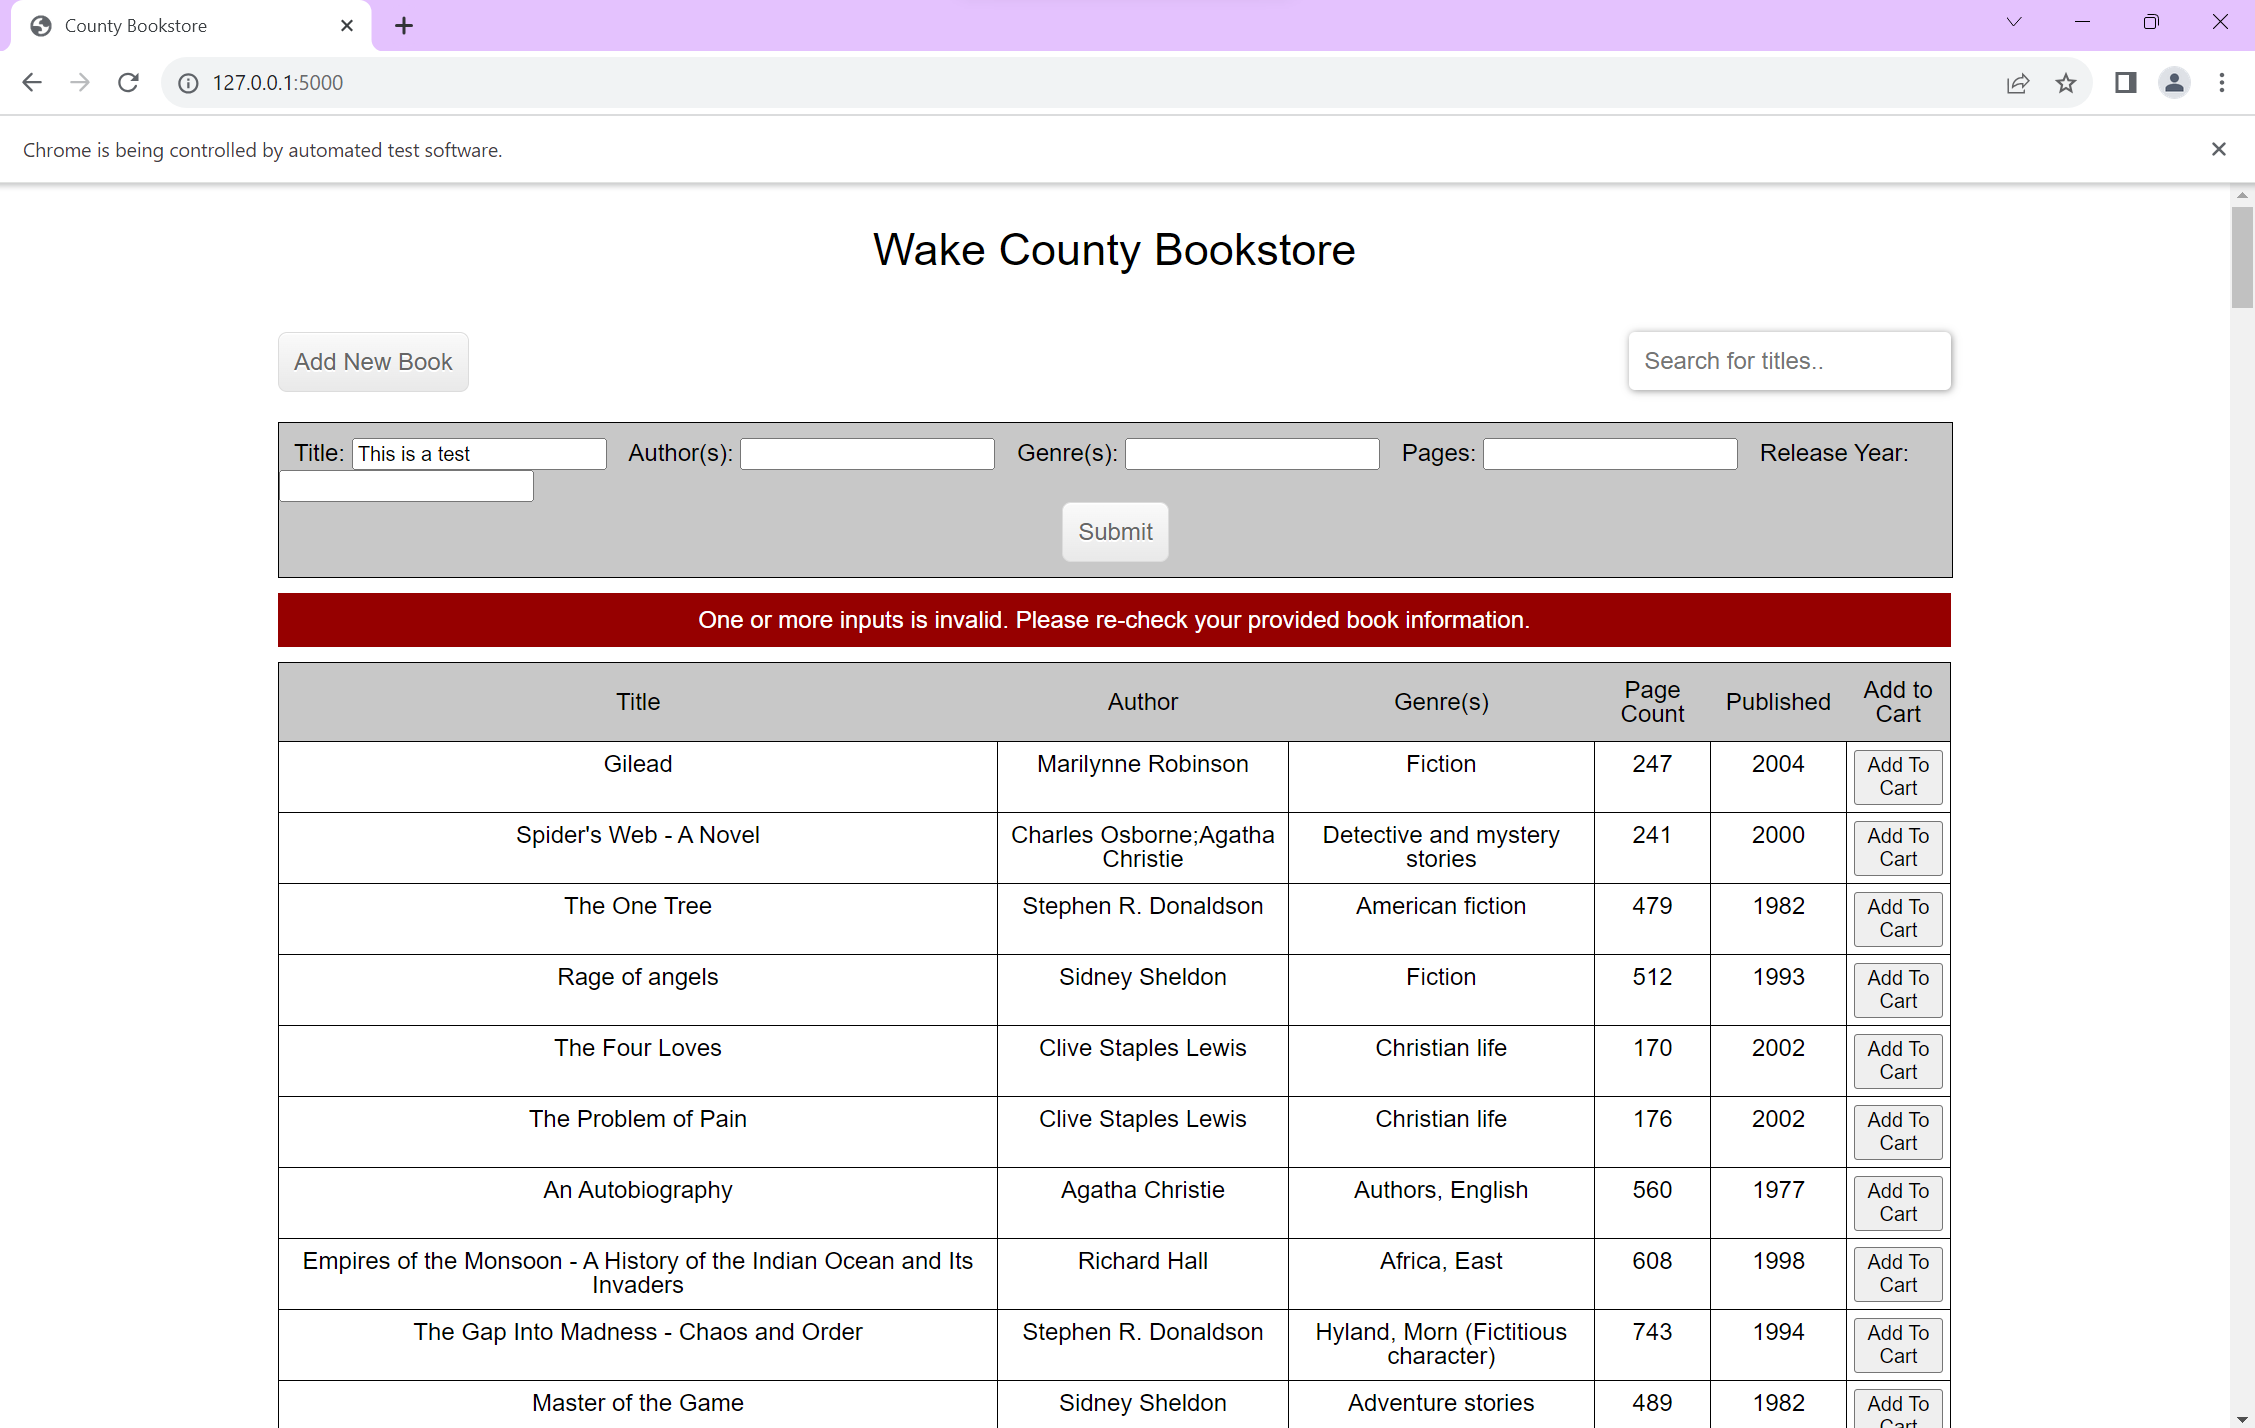 County Bookstore
127.0.0.1:5000
Chrome is being controlled by automated test software.
Wake County Bookstore
Add New Book
Search for titles..
Title: This is a test Author(s): Genre(s): Pages: Release Year:
Submit
One or more inputs is invalid. Please re-check your provided book information.
Title Author Genre(s) Page Count Published Add to Cart
Gilead Marilynne Robinson Fiction 247 2004 Add To Cart
Spider's Web - A Novel Charles Osborne;Agatha Christie Detective and mystery stories 241 2000 Add To Cart
The One Tree Stephen R. Donaldson American fiction 479 1982 Add To Cart
Rage of angels Sidney Sheldon Fiction 512 1993 Add To Cart
The Four Loves Clive Staples Lewis Christian life 170 2002 Add To Cart
The Problem of Pain Clive Staples Lewis Christian life 176 2002 Add To Cart
An Autobiography Agatha Christie Authors, English 560 1977 Add To Cart
Empires of the Monsoon - A History of the Indian Ocean and Its Invaders Richard Hall Africa, East 608 1998 Add To Cart
The Gap Into Madness - Chaos and Order Stephen R. Donaldson Hyland, Morn (Fictitious character) 743 1994 Add To Cart
Master of the Game Sidney Sheldon Adventure stories 489 1982 Add To Cart